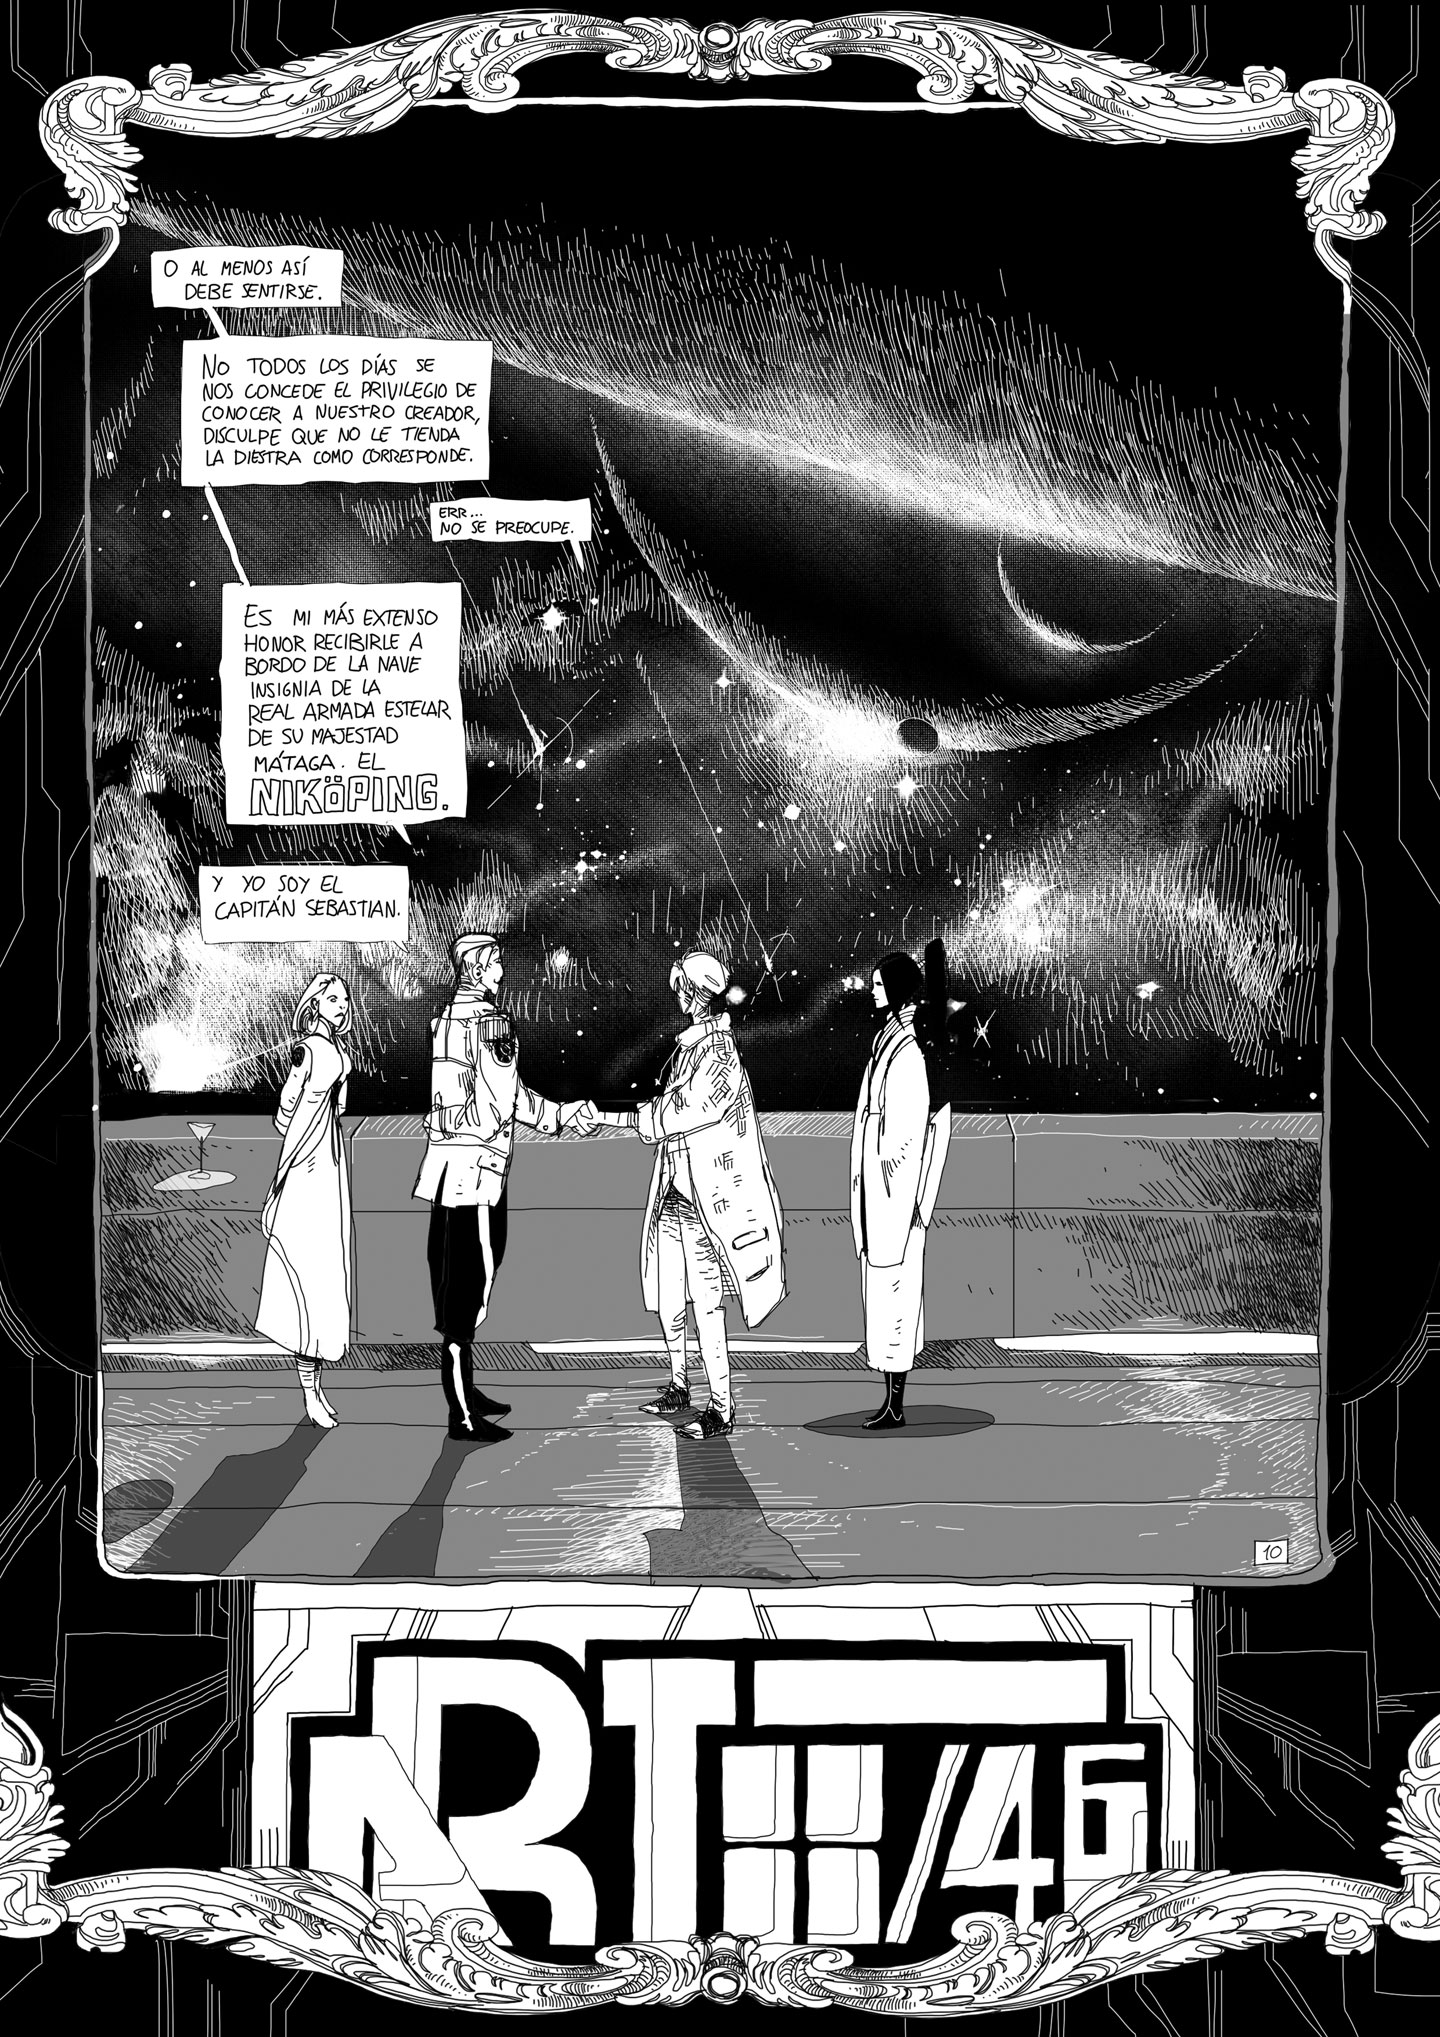 O AL MENOS ASÍ
DEBE SENTIRSE.
NO TODOS LOS DÍAS SE
NOS CONCEDE EL PRIVILEGIO DE
CONOCER A NUESTRO CREADOR,
DISCULPE QUE NO LE TIENDA
LA DIESTRA COMO CORRESPONDE.
ERR...
NO SE PREOCUPE.
ES MI MÁS EXTENSO
HONOR RECIBIRLE A
BORDO DE LA NAVE
INSIGNIA DE LA
REAL ARMADA ESTELAR
DE SU MAJESTAD
MÁTAGA. EL
NIKÖPING.
Y YO SOY EL
CAPITÁN SEBASTIAN.
10